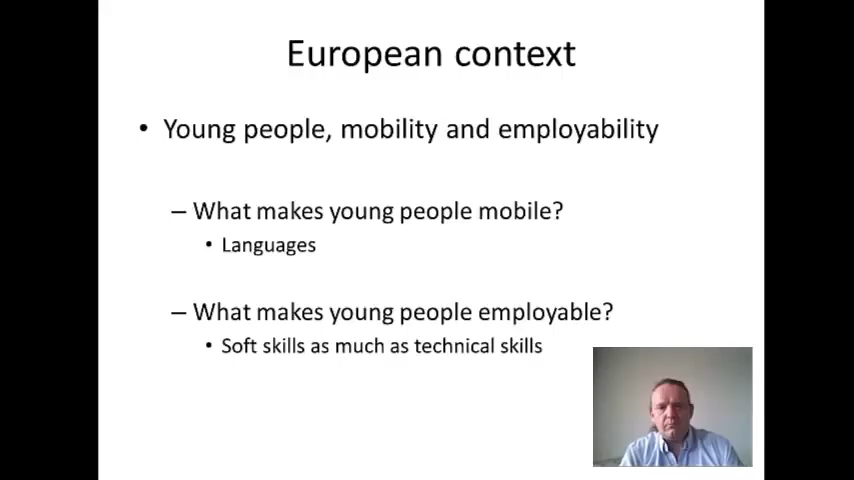 European context
• Young people, mobility and employability
– What makes young people mobile?
• Languages
– What makes young people employable?
• Soft skills as much as technical skills